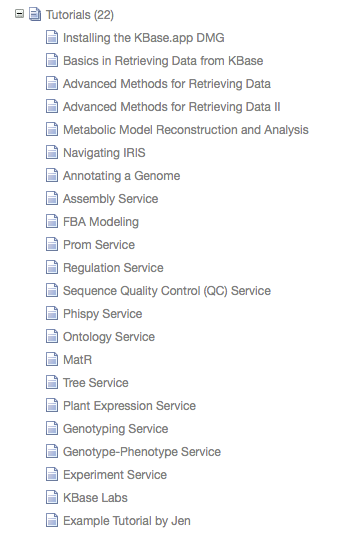 Tutorials (22)
Installing the KBase.app DMG
Basics in Retrieving Data from KBase
Advanced Methods for Retrieving Data
Advanced Methods for Retrieving Data II
Metabolic Model Reconstruction and Analysis
Navigating IRIS
Annotating a Genome
Assembly Service
FBA Modeling
Prom Service
Regulation Service
Sequence Quality Control (QC) Service
Phispy Service
Ontology Service
MatR
Tree Service
Plant Expression Service
Genotyping Service
Genotype-Phenotype Service
Experiment Service
KBase Labs
Example Tutorial by Jen